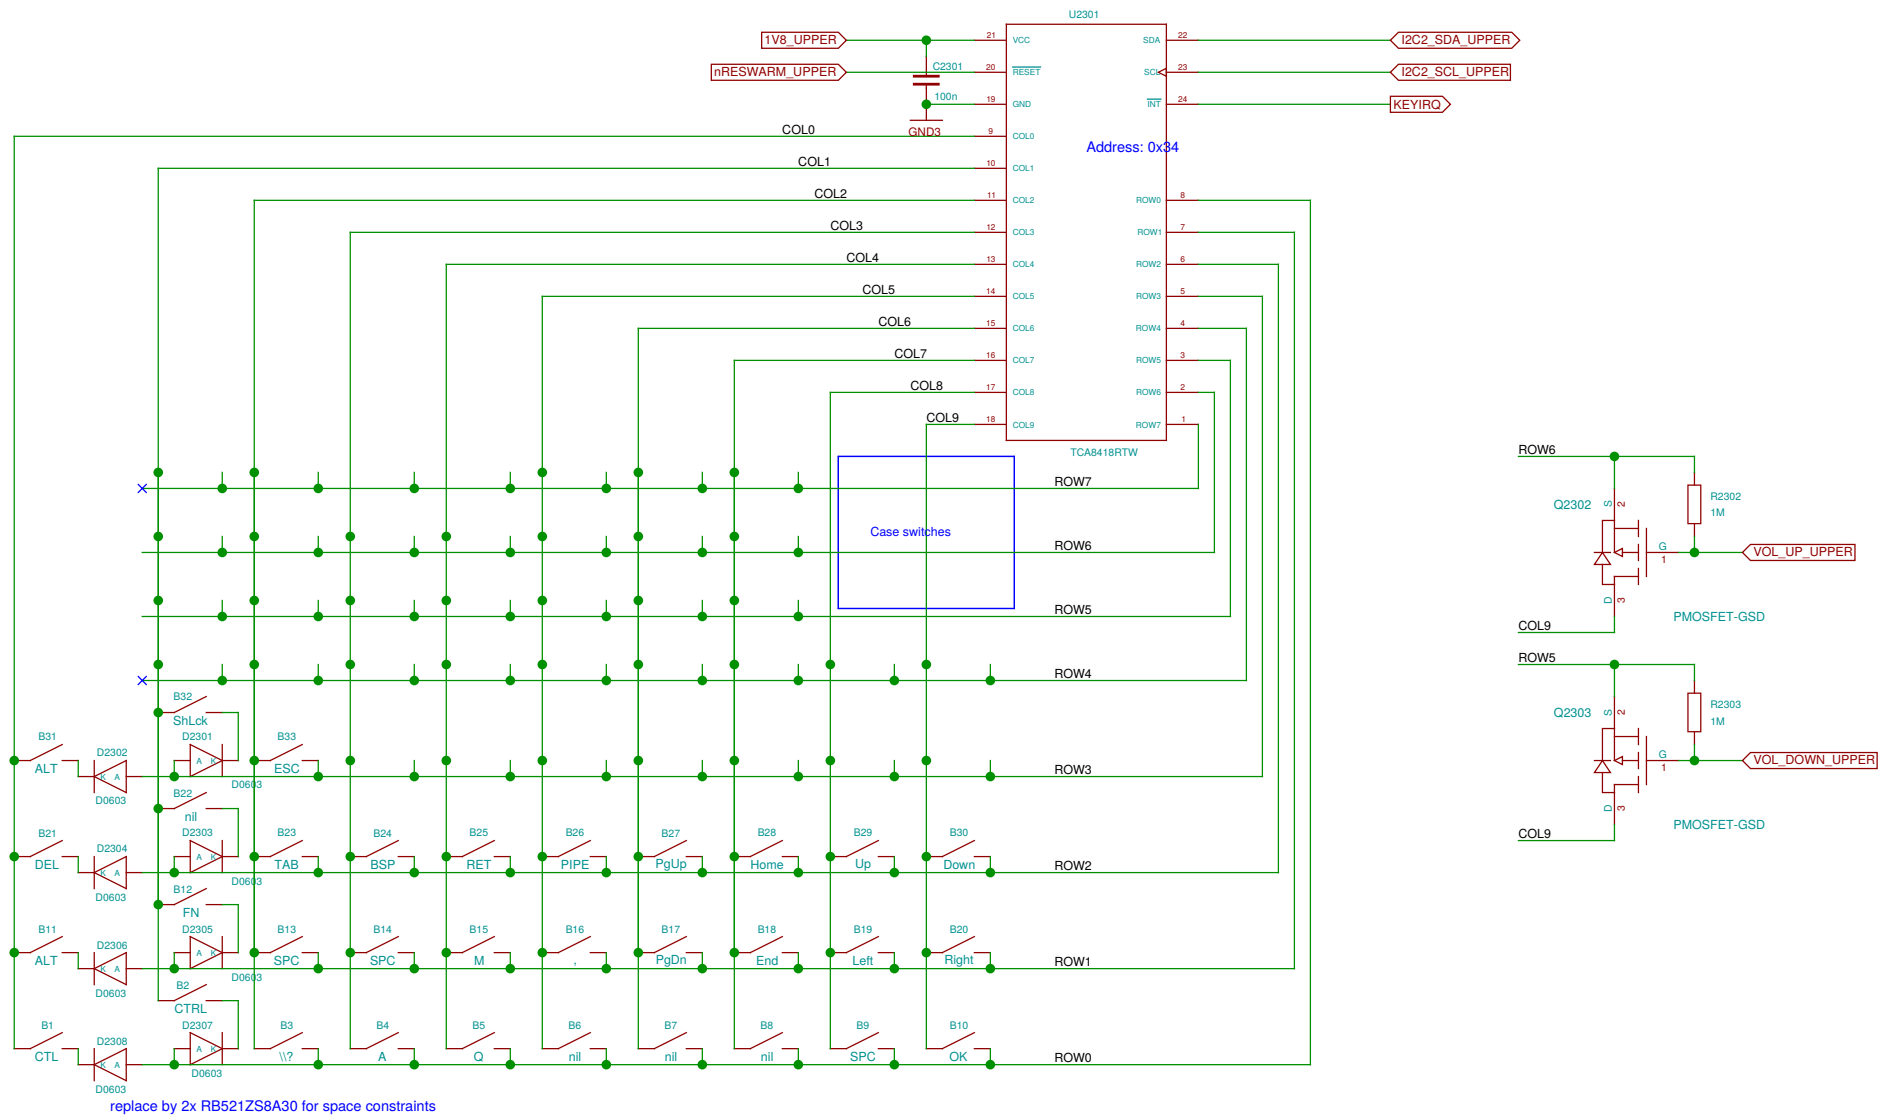 U2301
1V8_UPPER
21 VCC SDA 22
I2C2_SDA_UPPER
nRESWARM_UPPER
C2301
20 RESET SCL 23
I2C2_SCL_UPPER
100n
19 GND INT 24
KEYIRQ
GND3
COL0 9 COL0
Address: 0x34
COL1 10 COL1
COL2 11 COL2 ROW0 8
COL3 12 COL3 ROW1 7
COL4 13 COL4 ROW2 6
COL5 14 COL5 ROW3 5
COL6 15 COL6 ROW4 4
COL7 16 COL7 ROW5 3
COL8 17 COL8 ROW6 2
COL9 18 COL9 ROW7 1
TCA8418RTW
ROW7
Case switches
ROW6
ROW5
ROW4
ROW6
Q2302
S 2
R2302
1M
G
1
VOL_UP_UPPER
D 3
PMOSFET-GSD
COL9
ROW5
Q2303
S 2
R2303
1M
G
1
VOL_DOWN_UPPER
D 3
PMOSFET-GSD
COL9
B32
ShLck
B31 D2302 D2301 B33
ALT K A A K ESC
ROW3
D0603 D0603
B22
nil
B21 D2304 D2303 B23 B24 B25 B26 B27 B28 B29 B30
DEL K A A K TAB BSP RET PIPE PgUp Home Up Down
ROW2
D0603 D0603
B12
FN
B11 D2306 D2305 B13 B14 B15 B16 B17 B18 B19 B20
ALT K A A K SPC SPC M , PgDn End Left Right
ROW1
D0603 D0603
B2
CTRL
B1 D2308 D2307 B3 B4 B5 B6 B7 B8 B9 B10
CTL K A A K \\? A Q nil nil nil SPC OK
ROW0
D0603 D0603
replace by 2x RB521ZS8A30 for space constraints